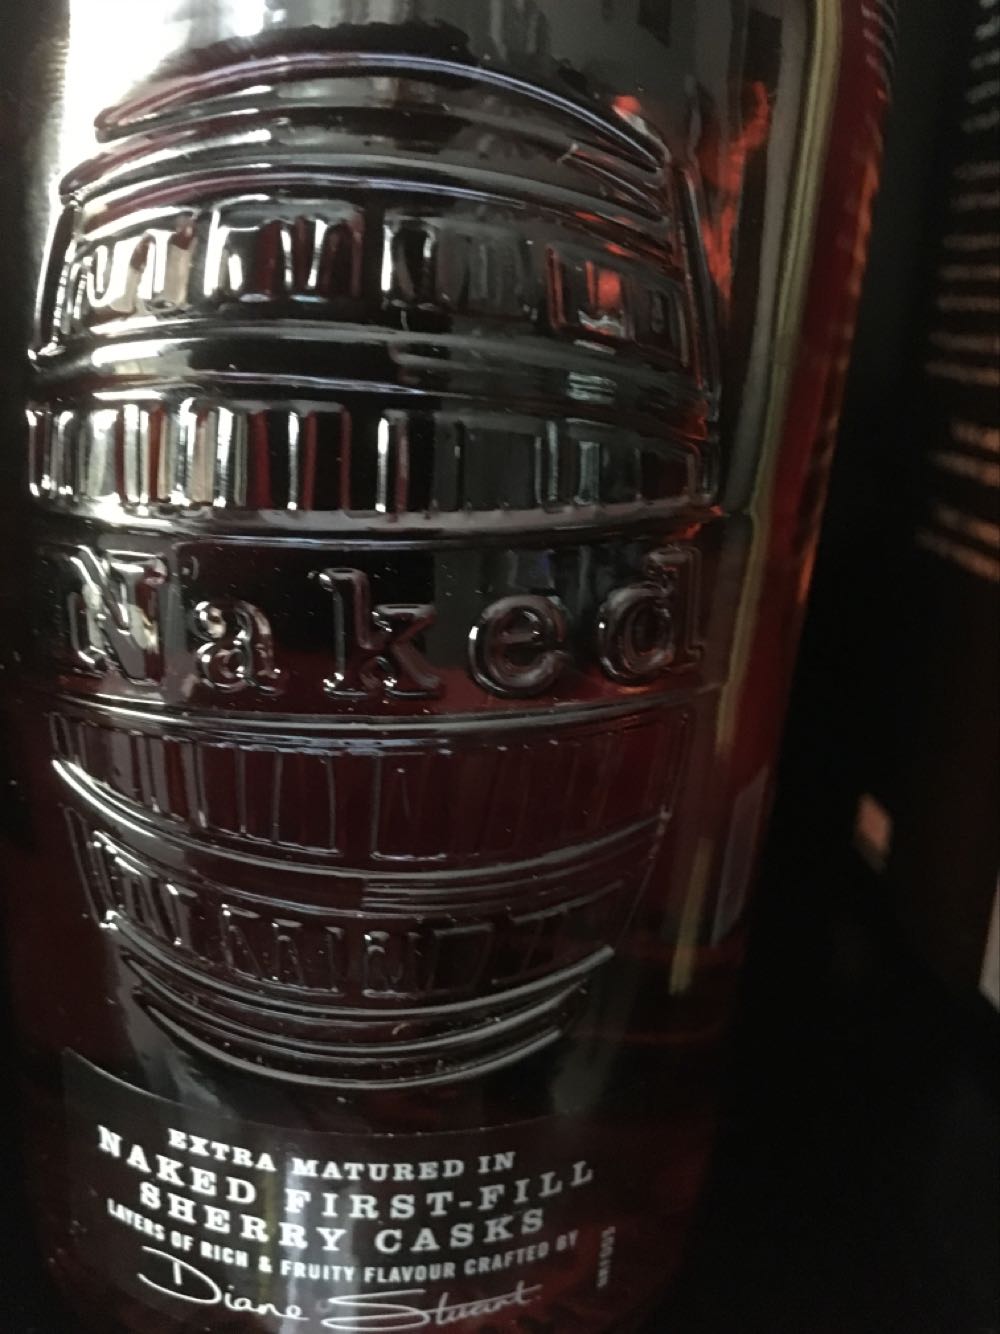 Naked
EXTRA MATURED IN
NAKED FIRST-FILL
SHERRY CASKS
LAYERS OF RICH & FRUITY FLAVOUR CRAFTED BY
Diane Stuart